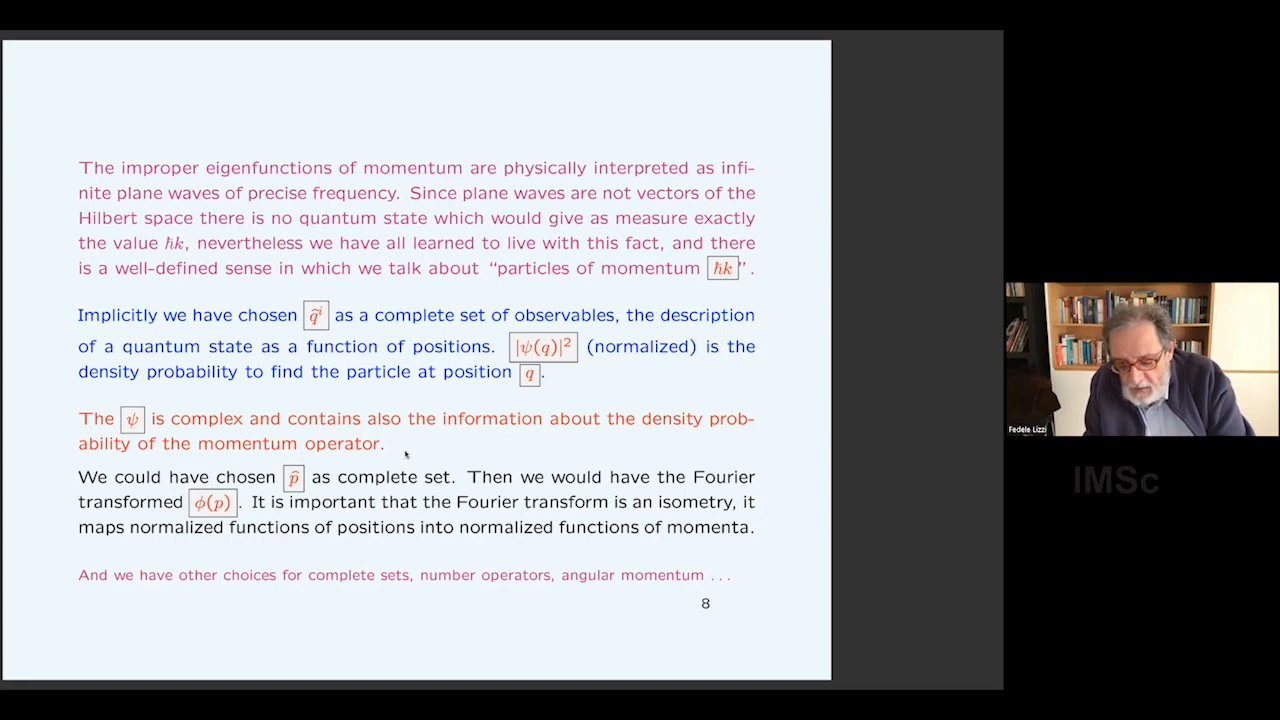 The improper eigenfunctions of momentum are physically interpreted as infi-
nite plane waves of precise frequency. Since plane waves are not vectors of the
Hilbert space there is no quantum state which would give as measure exactly
the value ℏk, nevertheless we have all learned to live with this fact, and there
is a well-defined sense in which we talk about “particles of momentum ℏk”.
Implicitly we have chosen q̂ⁱ as a complete set of observables, the description
of a quantum state as a function of positions. |ψ(q)|² (normalized) is the
density probability to find the particle at position q.
The ψ is complex and contains also the information about the density prob-
ability of the momentum operator.
We could have chosen p̂ as complete set. Then we would have the Fourier
transformed ϕ(p). It is important that the Fourier transform is an isometry, it
maps normalized functions of positions into normalized functions of momenta.
And we have other choices for complete sets, number operators, angular momentum ...
8
Fedele Lizzi
IMSc